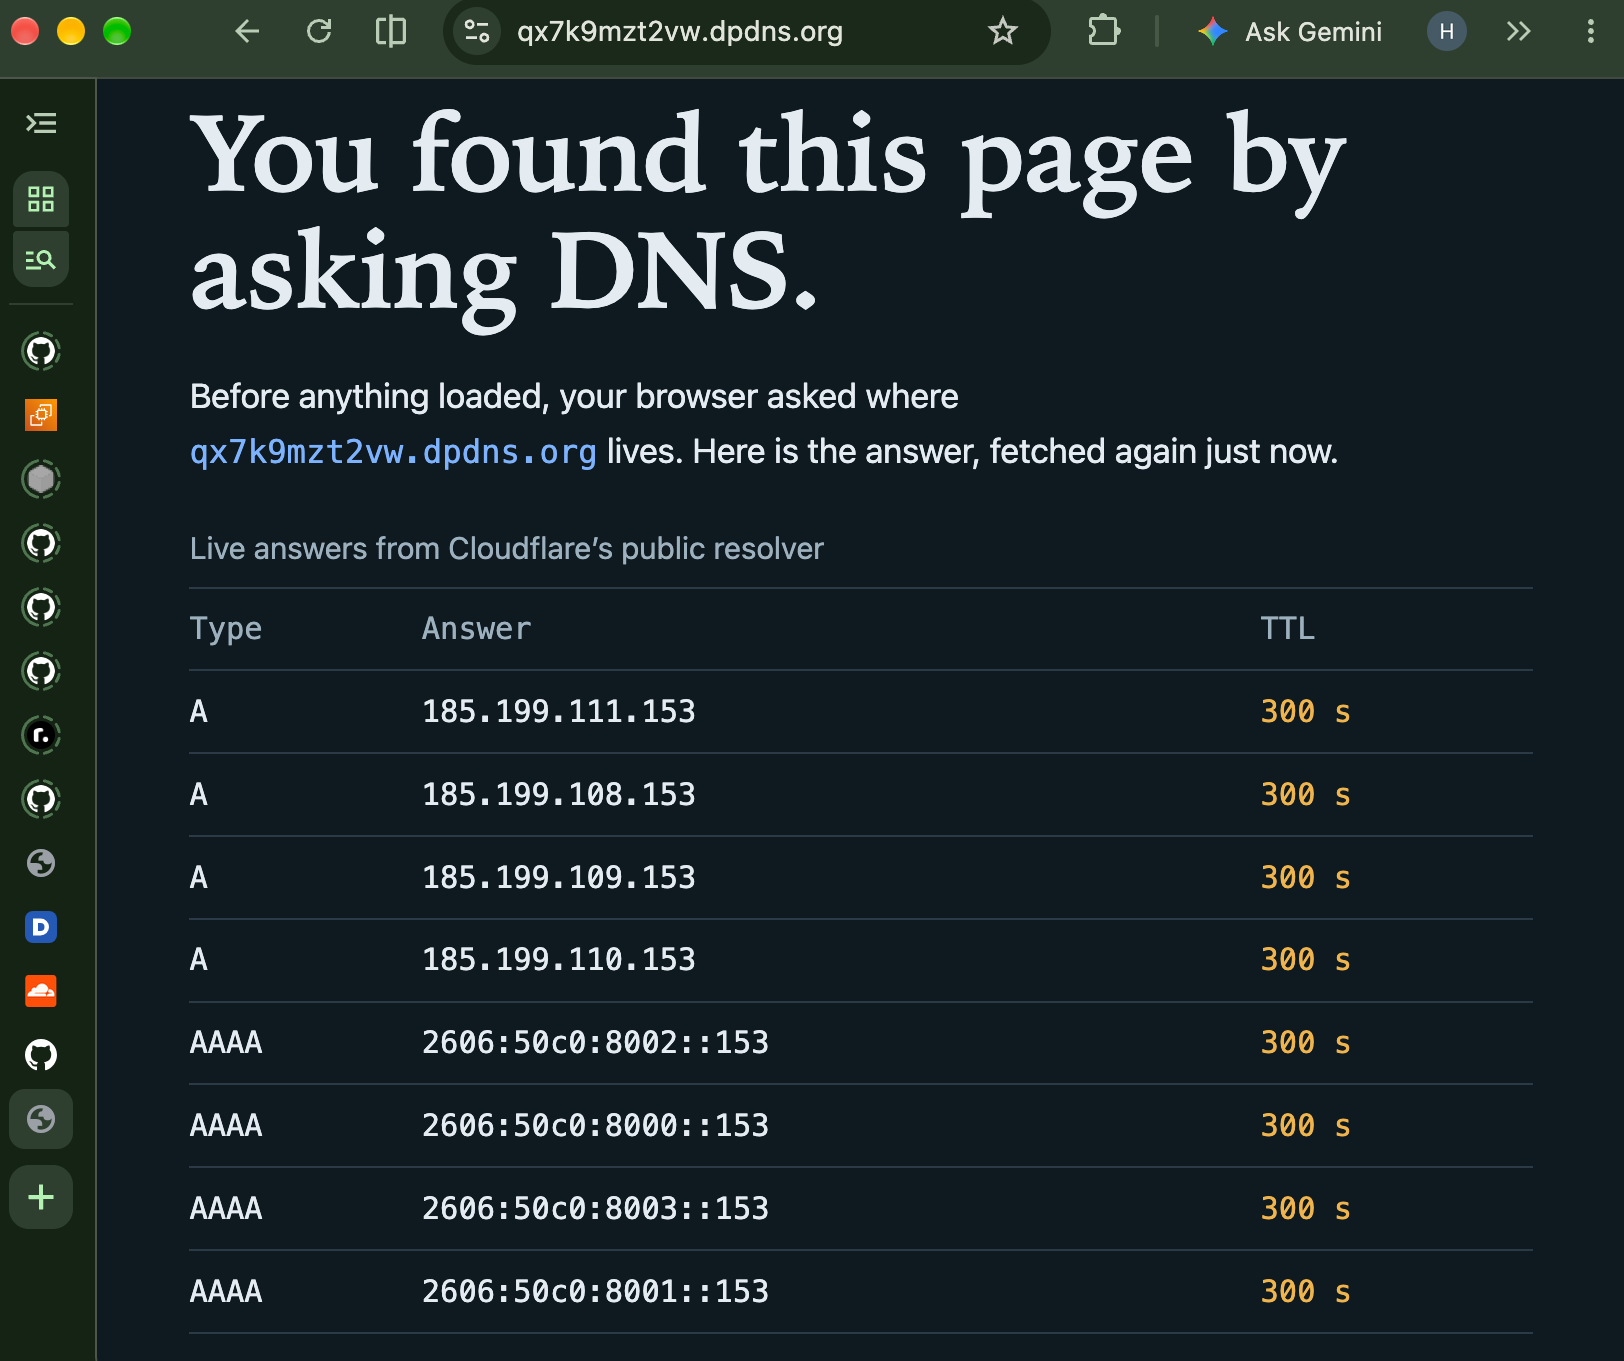 qx7k9mzt2vw.dpdns.org
Ask Gemini
H
You found this page by
asking DNS.
Before anything loaded, your browser asked where
qx7k9mzt2vw.dpdns.org lives. Here is the answer, fetched again just now.
Live answers from Cloudflare’s public resolver
Type Answer TTL
A 185.199.111.153 300 s
A 185.199.108.153 300 s
A 185.199.109.153 300 s
A 185.199.110.153 300 s
AAAA 2606:50c0:8002::153 300 s
AAAA 2606:50c0:8000::153 300 s
AAAA 2606:50c0:8003::153 300 s
AAAA 2606:50c0:8001::153 300 s
r.
D